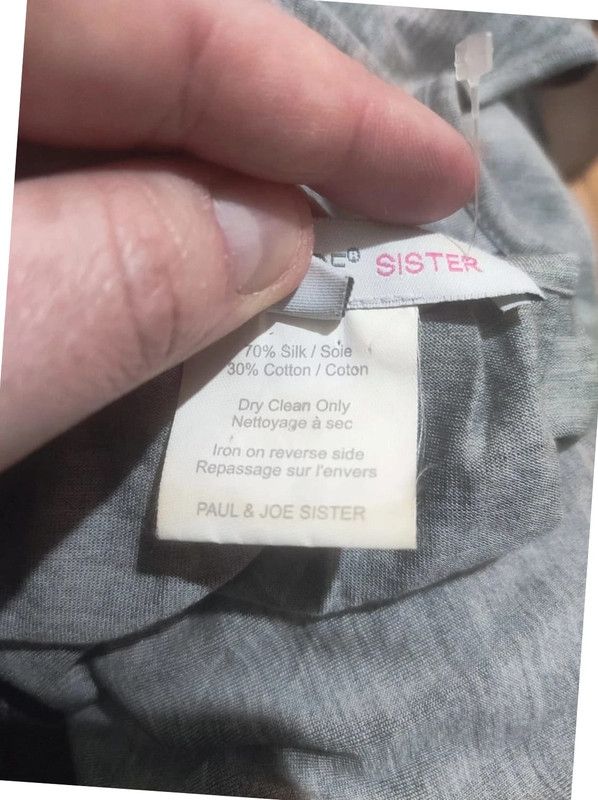 SISTER
70% Silk / Soie
30% Cotton / Coton
Dry Clean Only
Nettoyage à sec
Iron on reverse side
Repassage sur l'envers
PAUL & JOE SISTER